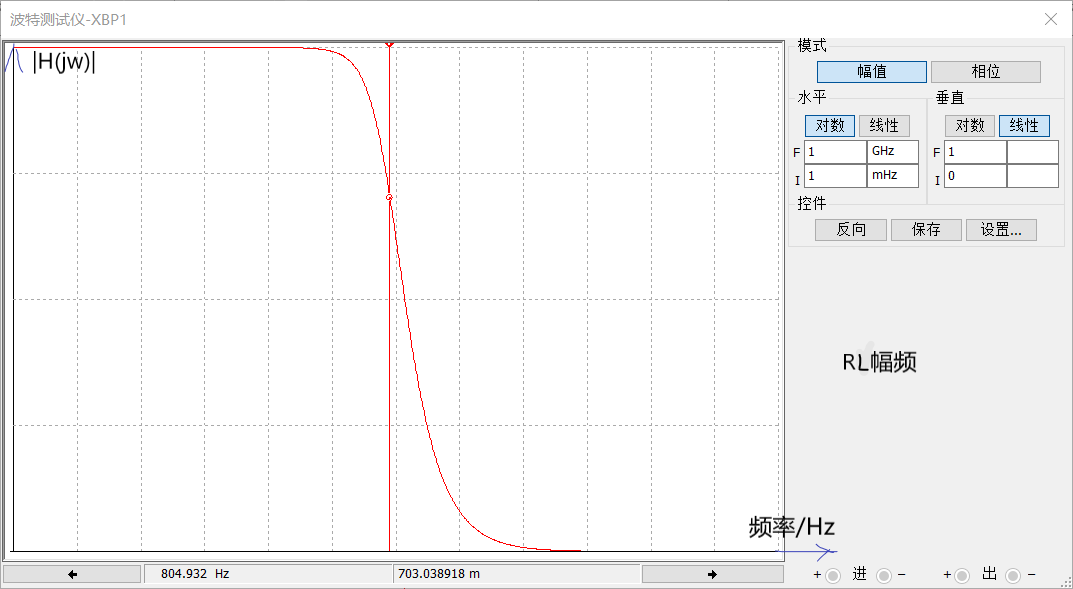 波特测试仪-XBP1
|H(jw)|
模式
幅值 相位
水平 垂直
对数 线性 对数 线性
F 1 GHz F 1
I 1 mHz I 0
控件
反向 保存 设置...
RL幅频
频率/Hz
804.932 Hz 703.038918 m
+ 进 − + 出 −